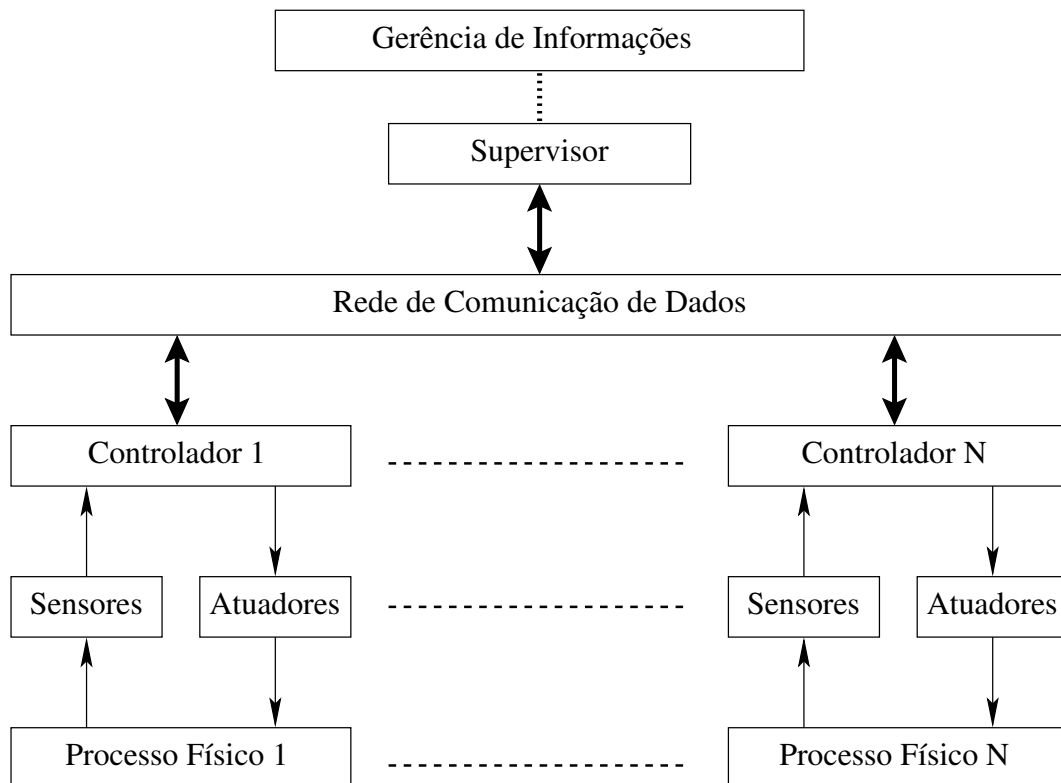 Gerência de Informações
Supervisor
Rede de Comunicação de Dados
Controlador 1
Controlador N
Sensores
Atuadores
Sensores
Atuadores
Processo Físico 1
Processo Físico N